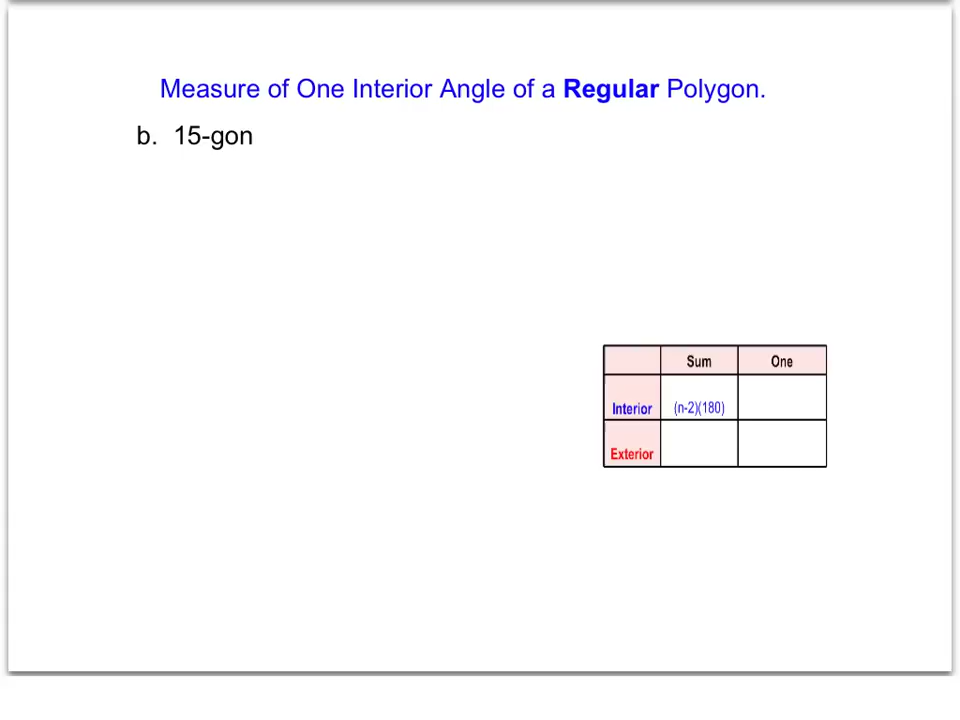 Measure of One Interior Angle of a Regular Polygon.
b. 15-gon
Sum One
Interior (n-2)(180)
Exterior